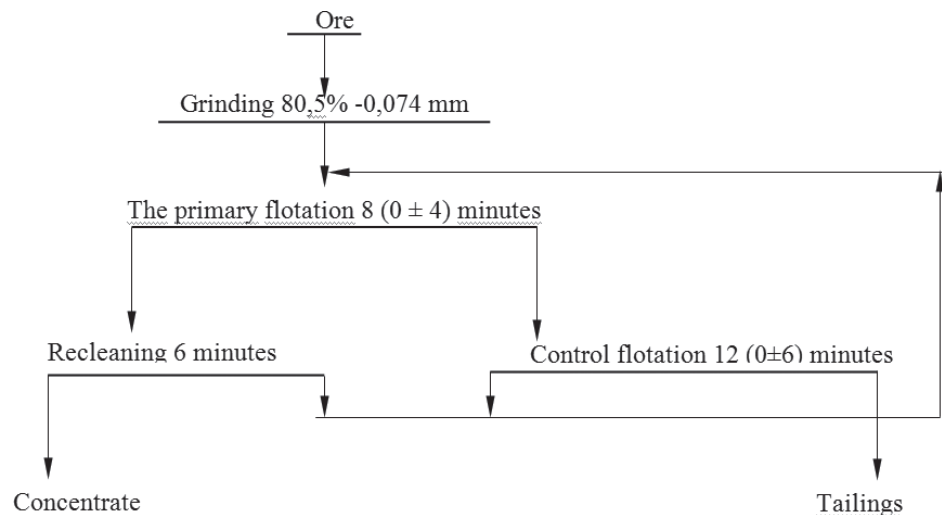 Ore
Grinding 80,5% -0,074 mm
The primary flotation 8 (0 ± 4) minutes
Recleaning 6 minutes
Control flotation 12 (0±6) minutes
Concentrate
Tailings